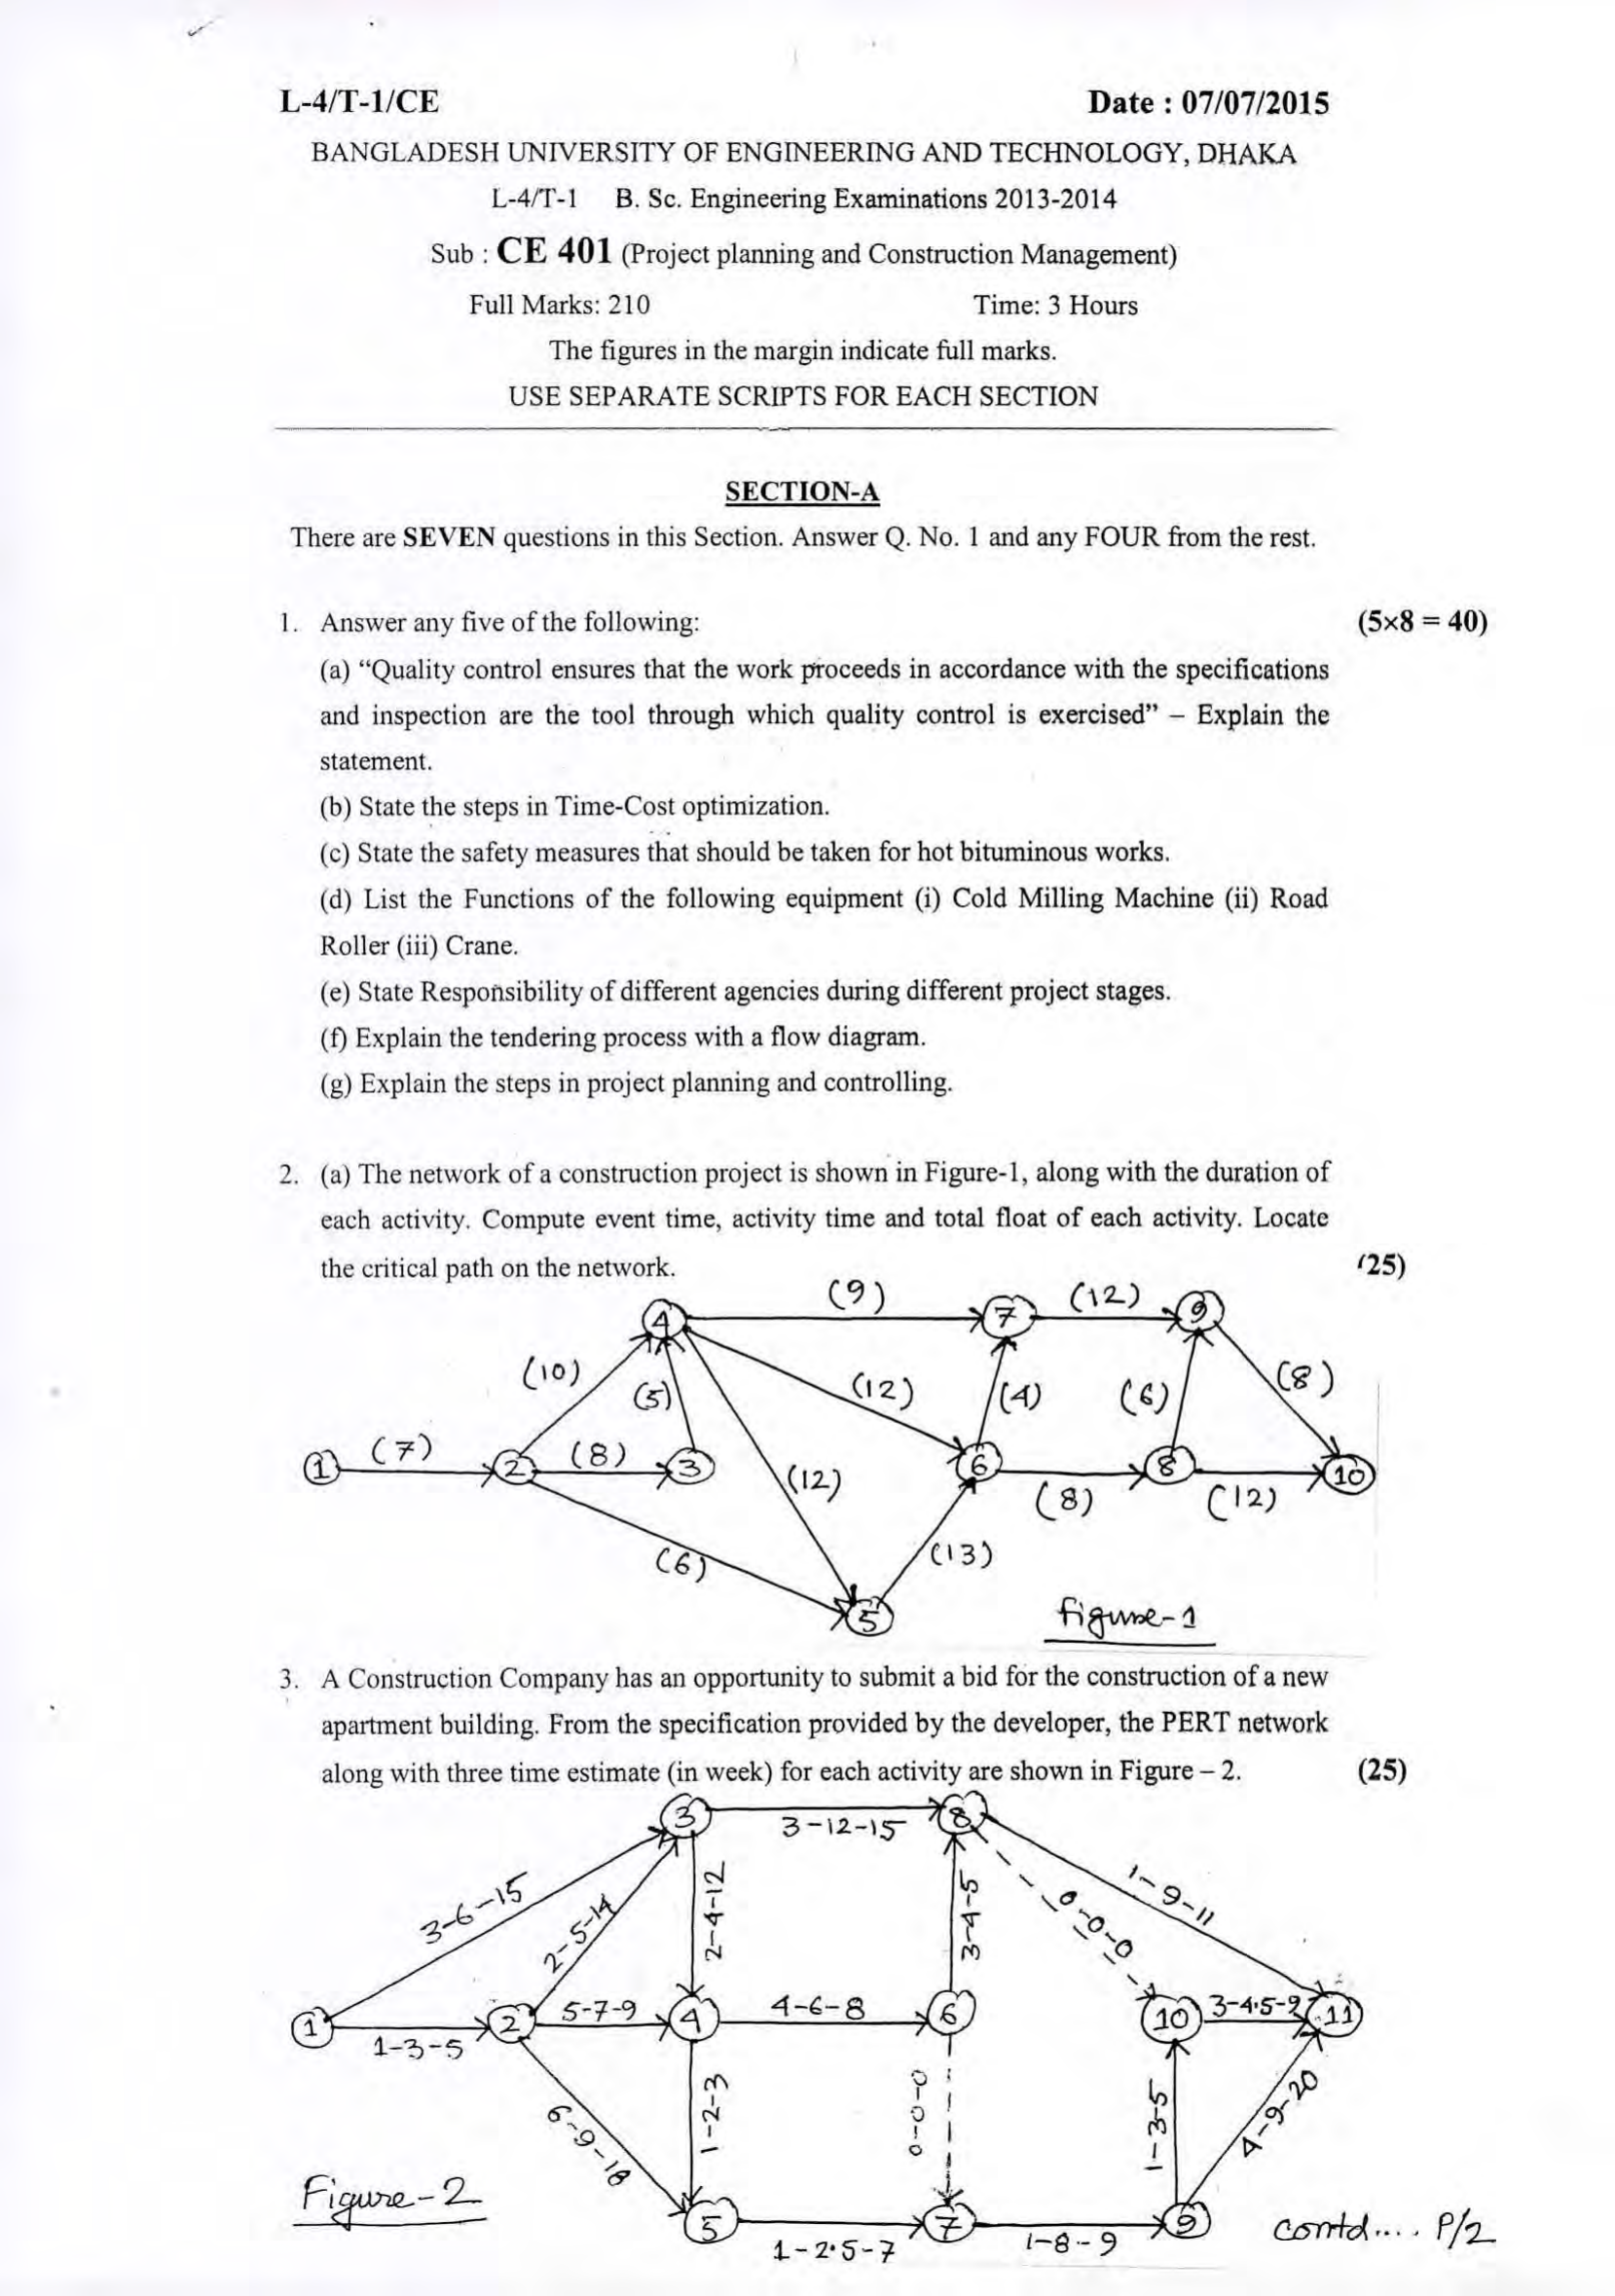 L-4/T-1/CE Date : 07/07/2015
BANGLADESH UNIVERSITY OF ENGINEERING AND TECHNOLOGY, DHAKA
L-4/T-1 B. Sc. Engineering Examinations 2013-2014
Sub : CE 401 (Project planning and Construction Management)
Full Marks: 210 Time: 3 Hours
The figures in the margin indicate full marks.
USE SEPARATE SCRIPTS FOR EACH SECTION
SECTION-A
There are SEVEN questions in this Section. Answer Q. No. 1 and any FOUR from the rest.
1. Answer any five of the following: (5×8 = 40)
(a) “Quality control ensures that the work proceeds in accordance with the specifications
and inspection are the tool through which quality control is exercised” – Explain the
statement.
(b) State the steps in Time-Cost optimization.
(c) State the safety measures that should be taken for hot bituminous works.
(d) List the Functions of the following equipment (i) Cold Milling Machine (ii) Road
Roller (iii) Crane.
(e) State Responsibility of different agencies during different project stages.
(f) Explain the tendering process with a flow diagram.
(g) Explain the steps in project planning and controlling.
2. (a) The network of a construction project is shown in Figure-1, along with the duration of
each activity. Compute event time, activity time and total float of each activity. Locate
the critical path on the network. (25)
(9) (12)
4 7 9
(10) (5) (12) (4) (6) (8)
(7) (8)
1 2 3 6 8 10
(12) (8) (12)
(6) (13)
5
Figure-1
3. A Construction Company has an opportunity to submit a bid for the construction of a new
apartment building. From the specification provided by the developer, the PERT network
along with three time estimate (in week) for each activity are shown in Figure – 2. (25)
3 8
3-12-15
3-6-15
2-5-14
2-4-12
3-4-5
0-0-0
1-9-11
5-7-9 4-6-8 3-4.5-9
1 2 4 6 10 11
1-3-5
6-9-18
1-2-3
0-0-0
1-3-5
4-9-20
5 7 9
1-2.5-7 1-8-9
Figure-2
contd.... P/2